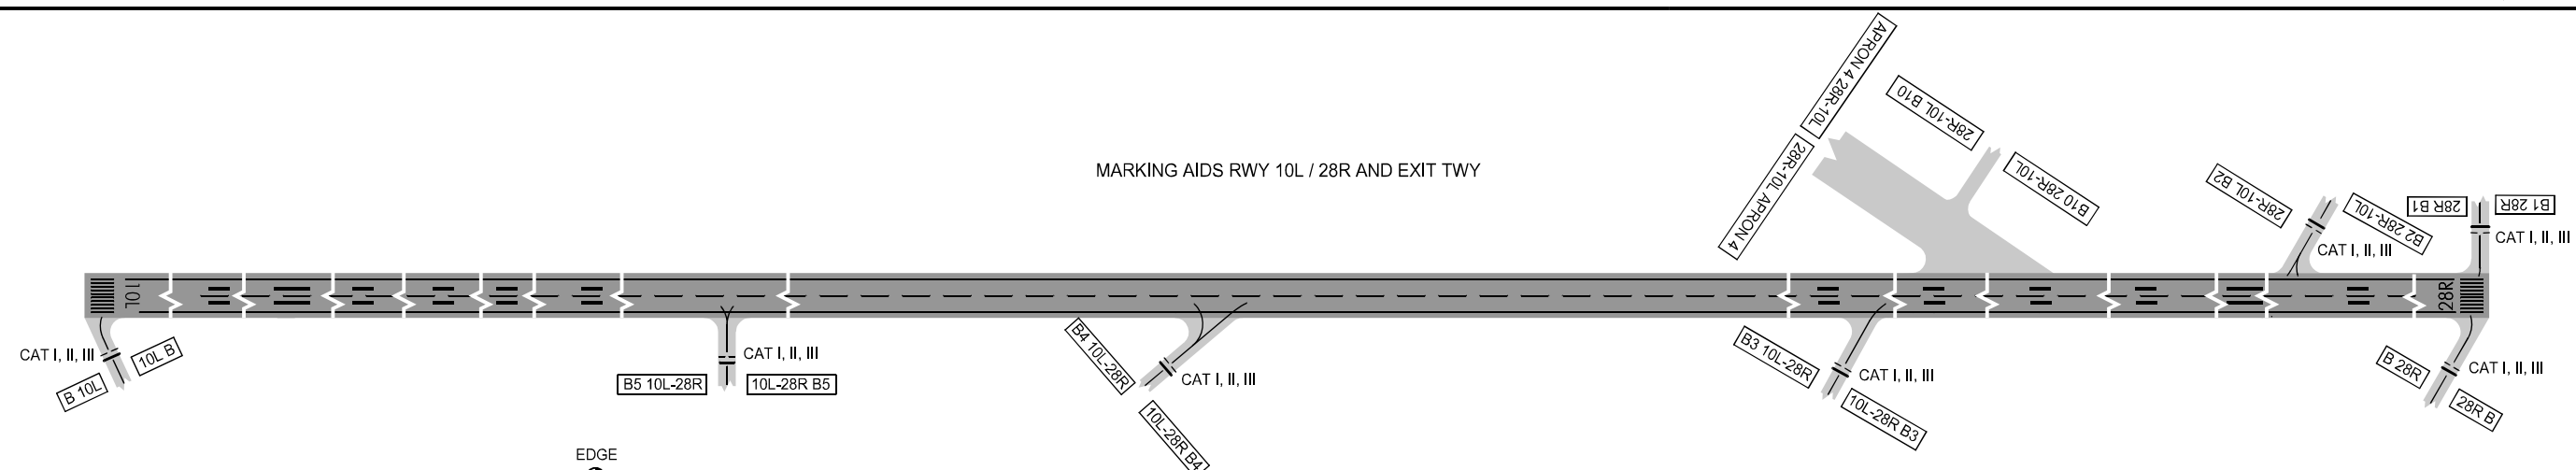 APRON 4 28R-10L
28R-10L APRON 4
28R-10L B10
B10 28R-10L
MARKING AIDS RWY 10L / 28R AND EXIT TWY
28R-10L B2
B2 28R-10L
CAT I, II, III
28R B1
B1 28R
CAT I, II, III
10L
28R
CAT I, II, III
10L B
B 10L
CAT I, II, III
B5 10L-28R
10L-28R B5
B4 10L-28R
CAT I, II, III
10L-28R B4
B3 10L-28R
CAT I, II, III
10L-28R B3
B 28R
CAT I, II, III
28R B
EDGE